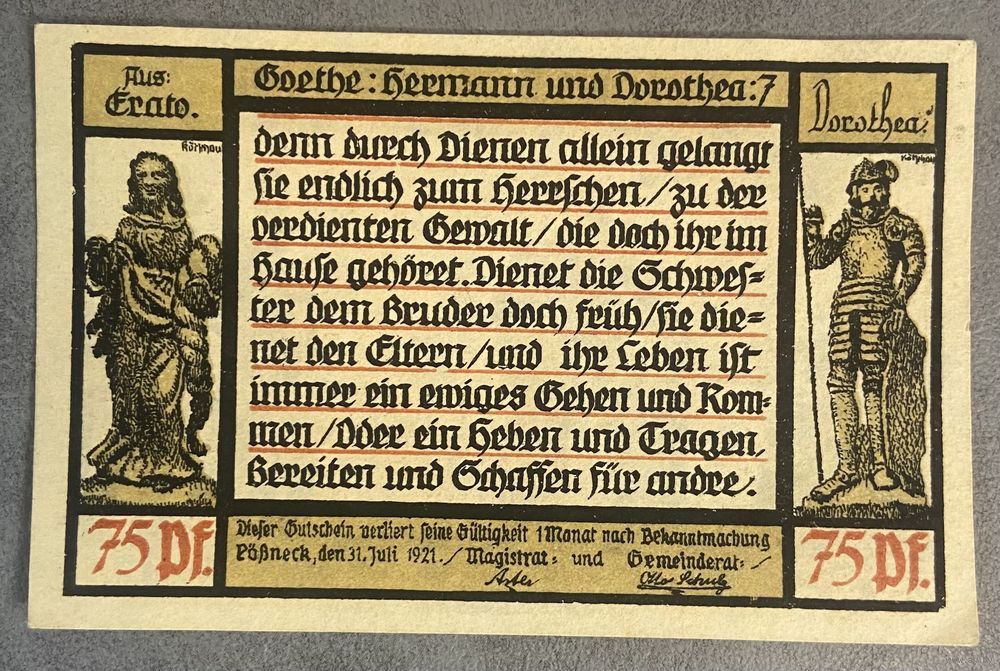 Aus:
Erato.
Goethe: Hermann und Dorothea: 7
Dorothea:
denn durch Dienen allein gelangt
sie endlich zum Herrschen / zu der
verdienten Gewalt / die doch ihr im
Hause gehöret. Dienet die Schwes=
ter dem Bruder doch früh / sie die=
net den Eltern / und ihr Leben ist
immer ein ewiges Gehen und Kom=
men / Oder ein Heben und Tragen,
Bereiten und Schaffen für andre.
75 Pf.
Dieser Gutschein verliert seine Gültigkeit 1 Monat nach Bekanntmachung
Pößneck, den 31. Juli 1921. / Magistrat= und Gemeinderat: /
Otto Schulz
75 Pf.